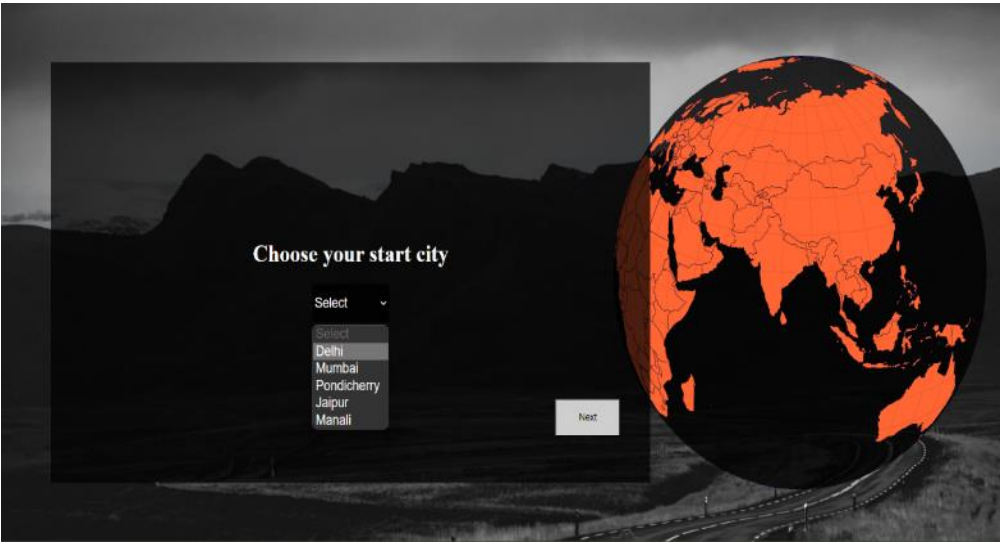 Choose your start city
Select
Select
Delhi
Mumbai
Pondicherry
Jaipur
Manali
Next